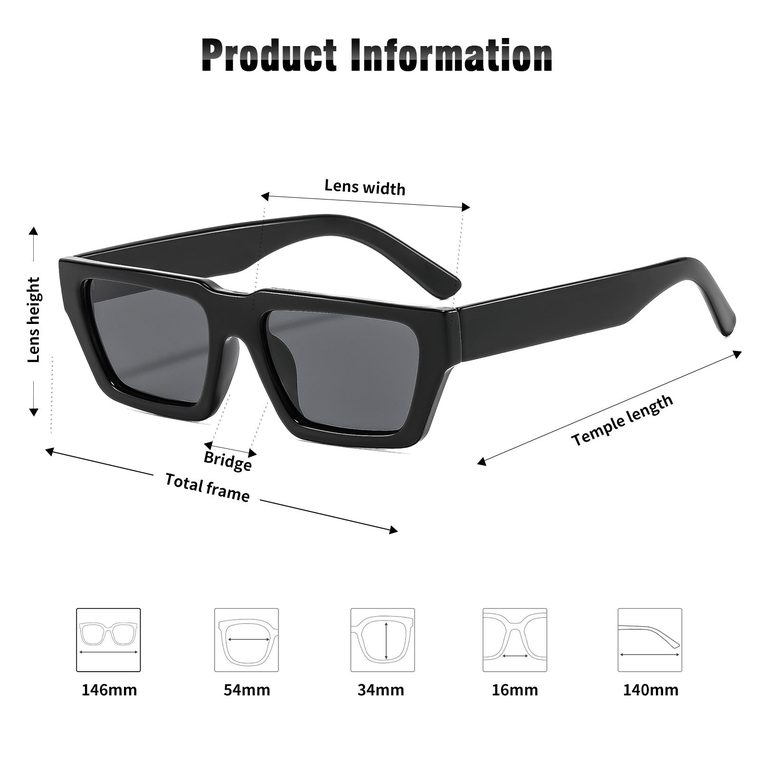 Product Information
Lens width
Lens height
Temple length
Bridge
Total frame
146mm
54mm
34mm
16mm
140mm